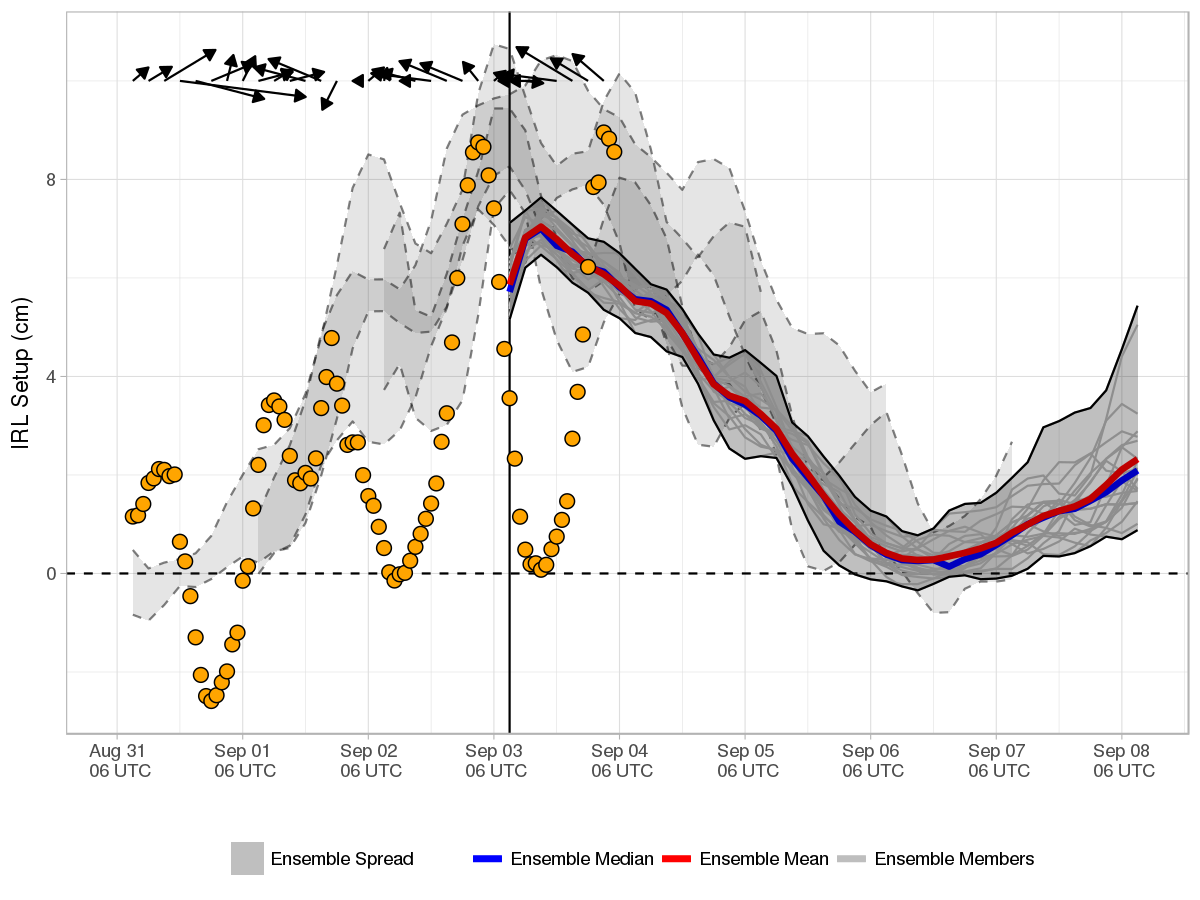 IRL Setup (cm)
8
4
0
Aug 31 Sep 01 Sep 02 Sep 03 Sep 04 Sep 05 Sep 06 Sep 07 Sep 08
06 UTC 06 UTC 06 UTC 06 UTC 06 UTC 06 UTC 06 UTC 06 UTC 06 UTC
Ensemble Spread Ensemble Median Ensemble Mean Ensemble Members